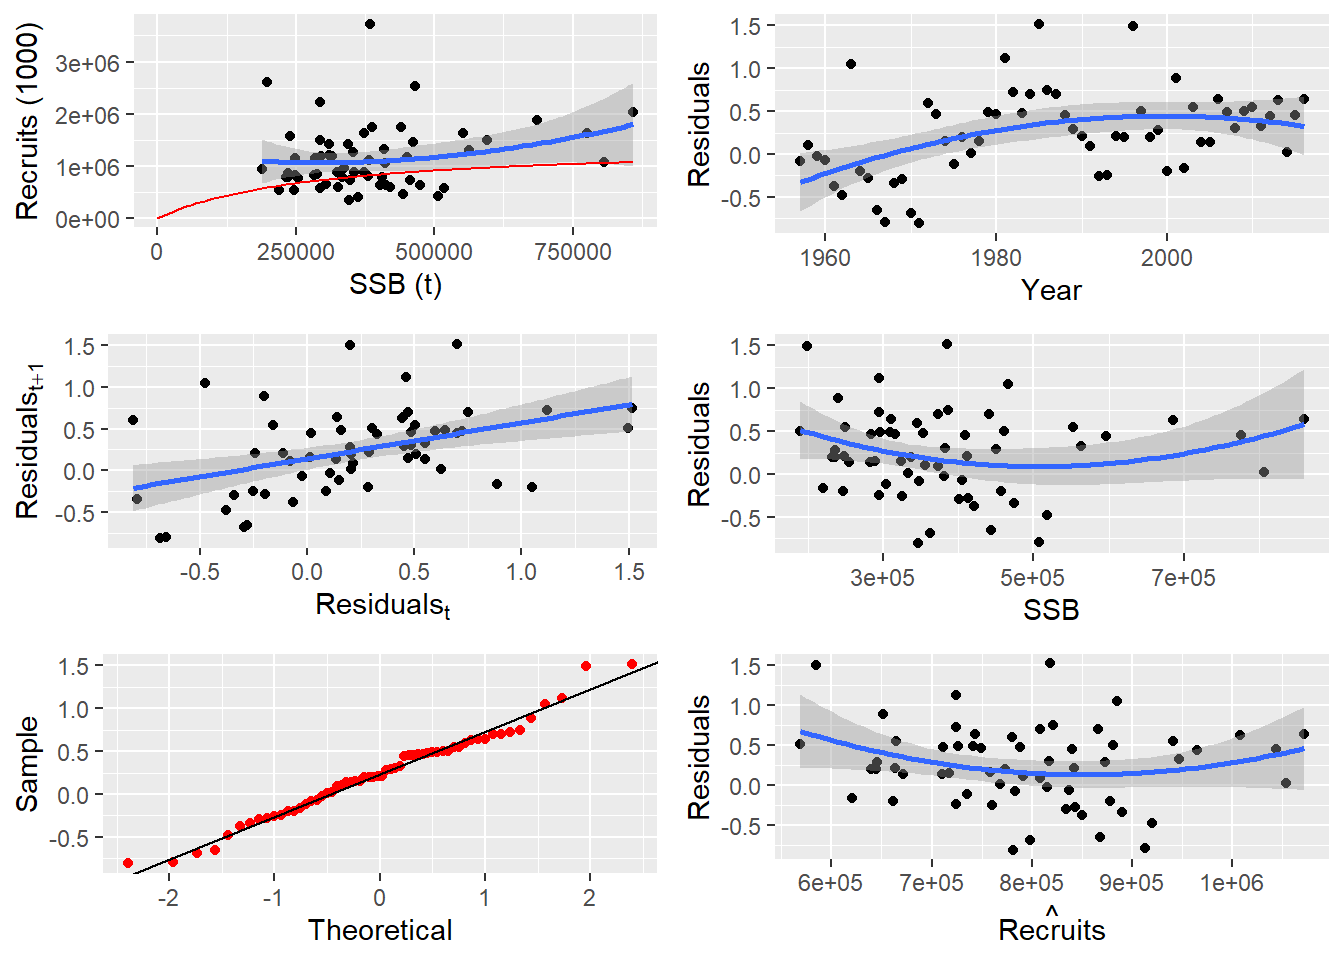 Recruits (1000)
3e+06
2e+06
1e+06
0e+00
0 250000 500000 750000
SSB (t)
Residuals
1.5
1.0
0.5
0.0
-0.5
1960 1980 2000
Year
Residuals t+1
1.5
1.0
0.5
0.0
-0.5
-0.5 0.0 0.5 1.0 1.5
Residuals t
Residuals
1.5
1.0
0.5
0.0
-0.5
3e+05 5e+05 7e+05
SSB
Sample
1.5
1.0
0.5
0.0
-0.5
-2 -1 0 1 2
Theoretical
Residuals
1.5
1.0
0.5
0.0
-0.5
6e+05 7e+05 8e+05 9e+05 1e+06
^
Recruits